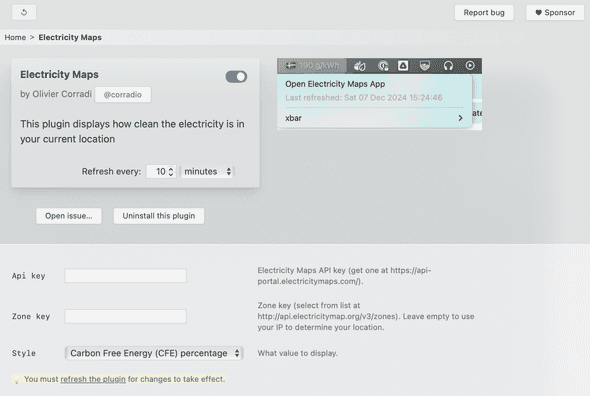 Report bug
Sponsor
Home > Electricity Maps
Electricity Maps
by Olivier Corradi @corradio
This plugin displays how clean the electricity is in
your current location
Refresh every: 10 minutes
190 g/kWh
Open Electricity Maps App
Last refreshed: Sat 07 Dec 2024 15:24:46
xbar
Open issue...
Uninstall this plugin
Api key
Electricity Maps API key (get one at https://api-
portal.electricitymaps.com/).
Zone key
Zone key (select from list at
http://api.electricitymap.org/v3/zones). Leave empty to use
your IP to determine your location.
Style
Carbon Free Energy (CFE) percentage
What value to display.
You must refresh the plugin for changes to take effect.